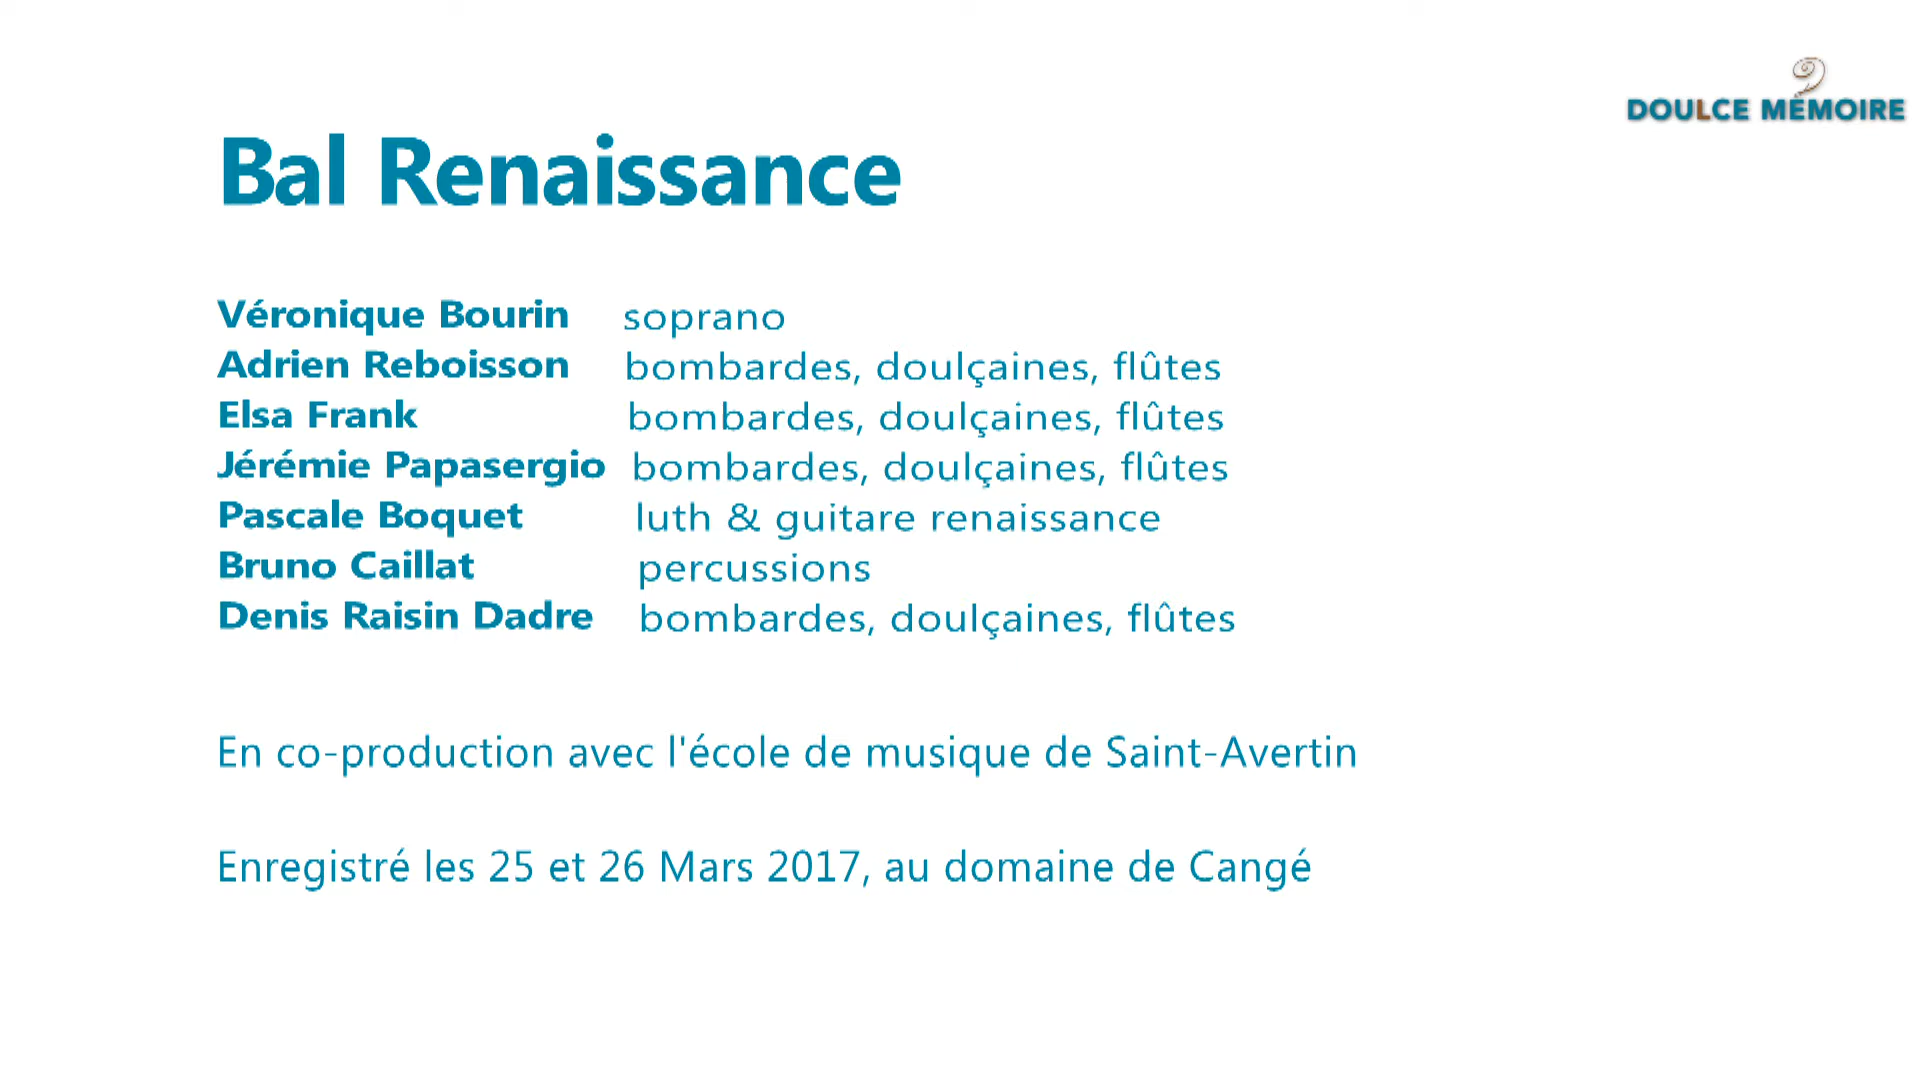 DOULCE MÉMOIRE
Bal Renaissance
Véronique Bourin soprano
Adrien Reboisson bombardes, doulçaines, flûtes
Elsa Frank bombardes, doulçaines, flûtes
Jérémie Papasergio bombardes, doulçaines, flûtes
Pascale Boquet luth & guitare renaissance
Bruno Caillat percussions
Denis Raisin Dadre bombardes, doulçaines, flûtes
En co-production avec l'école de musique de Saint-Avertin
Enregistré les 25 et 26 Mars 2017, au domaine de Cangé